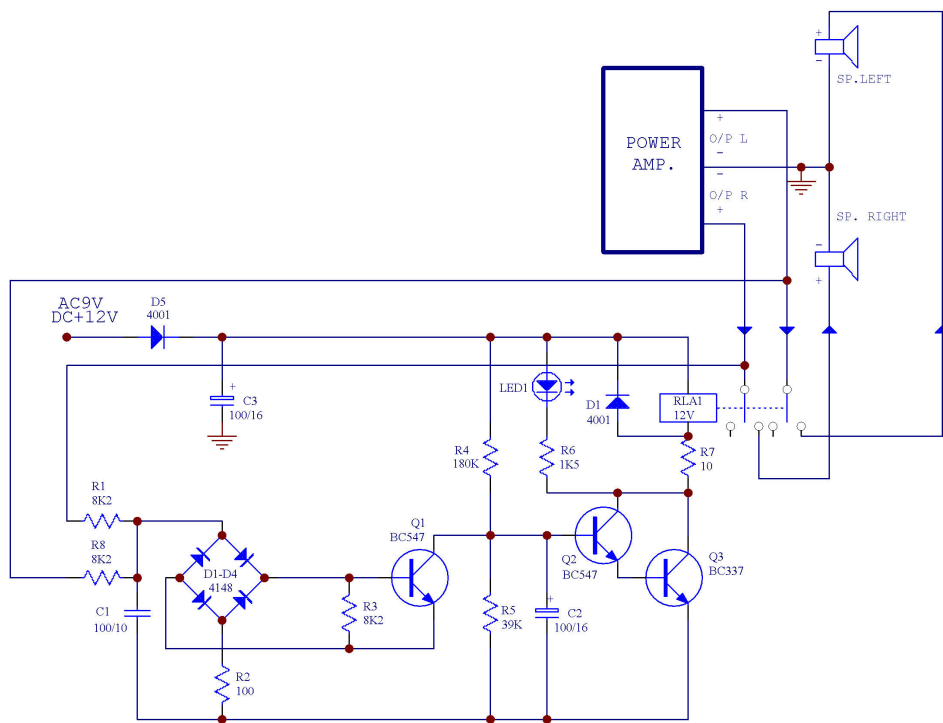 +
−
SP.LEFT
POWER
AMP.
+
O/P L
−
−
O/P R
+
SP. RIGHT
−
+
AC9V
DC+12V
D5
4001
+
C3
100/16
LED1
D1
4001
RLA1
12V
R4
180K
R6
1K5
R7
10
R1
8K2
R8
8K2
C1
100/10
D1-D4
4148
R2
100
R3
8K2
Q1
BC547
R5
39K
+
C2
100/16
Q2
BC547
Q3
BC337